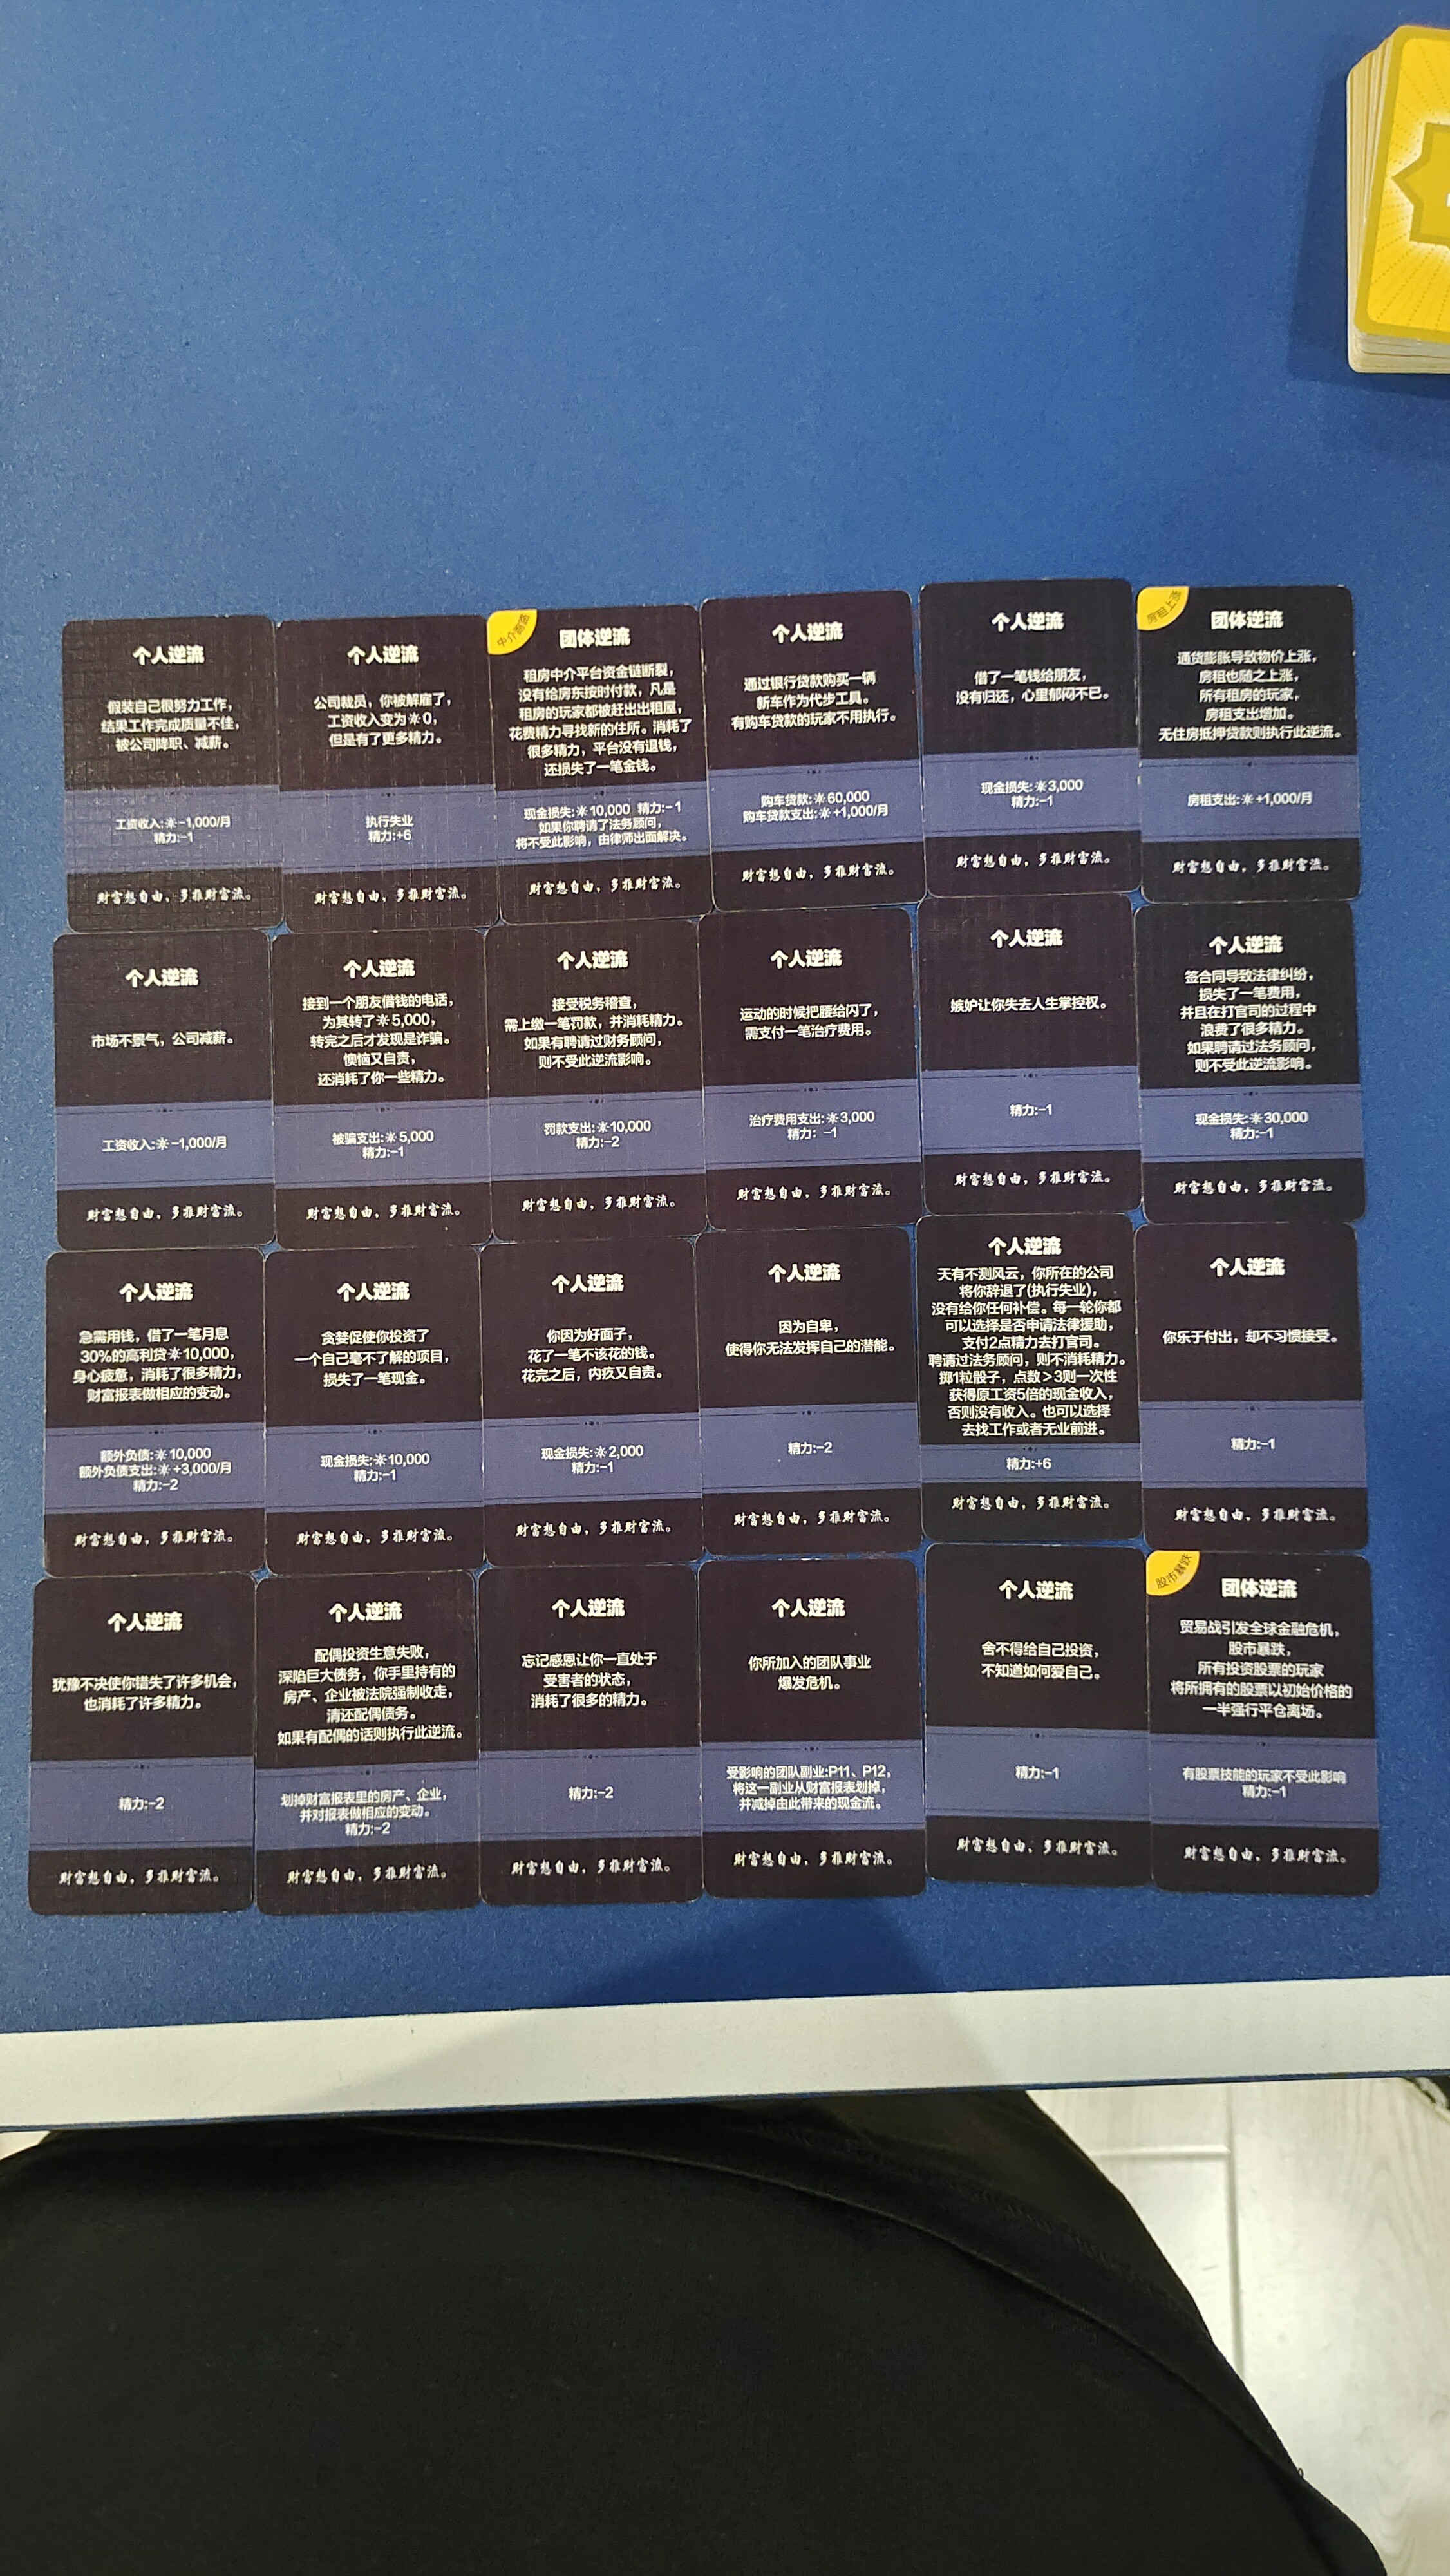 个人逆流
假装自己很努力工作，
结果工作完成质量不佳，
被公司降职、减薪。
工资收入:☀-1,000/月
精力:-1
财富想自由，多推财富流。
个人逆流
公司裁员，你被解雇了，
工资收入变为☀0，
但是有了更多精力。
执行失业
精力:+6
财富想自由，多推财富流。
团体逆流
租房中介平台资金链断裂，
没有给房东按时付款，凡是
租房的玩家都被赶出出租屋，
花费精力寻找新的住所。消耗了
很多精力，平台没有退钱，
还损失了一笔金钱。
现金损失:☀10,000 精力:-1
如果你聘请了法务顾问，
将不受此影响，由律师出面解决。
财富想自由，多推财富流。
个人逆流
通过银行贷款购买一辆
新车作为代步工具。
有购车贷款的玩家不用执行。
购车贷款:☀60,000
购车贷款支出:☀+1,000/月
财富想自由，多推财富流。
个人逆流
借了一笔钱给朋友，
没有归还，心里郁闷不已。
现金损失:☀3,000
精力:-1
财富想自由，多推财富流。
房租上涨
团体逆流
通货膨胀导致物价上涨，
房租也随之上涨，
所有租房的玩家，
房租支出增加。
无住房抵押贷款则执行此逆流。
房租支出:☀+1,000/月
财富想自由，多推财富流。
个人逆流
市场不景气，公司减薪。
工资收入:☀-1,000/月
财富想自由，多推财富流。
个人逆流
接到一个朋友借钱的电话，
为其转了☀5,000，
转完之后才发现是诈骗。
懊恼又自责，
还消耗了你一些精力。
被骗支出:☀5,000
精力:-1
财富想自由，多推财富流。
个人逆流
接受税务稽查，
需上缴一笔罚款，并消耗精力。
如果有聘请过财务顾问，
则不受此逆流影响。
罚款支出:☀10,000
精力:-2
财富想自由，多推财富流。
个人逆流
运动的时候把腰给闪了，
需支付一笔治疗费用。
治疗费用支出:☀3,000
精力：-1
财富想自由，多推财富流。
个人逆流
嫉妒让你失去人生掌控权。
精力:-1
财富想自由，多推财富流。
个人逆流
签合同导致法律纠纷，
损失了一笔费用，
并且在打官司的过程中
浪费了很多精力。
如果聘请过法务顾问，
则不受此逆流影响。
现金损失:☀30,000
精力:-1
财富想自由，多推财富流。
个人逆流
急需用钱，借了一笔月息
30%的高利贷☀10,000，
身心疲惫，消耗了很多精力，
财富报表做相应的变动。
额外负债:☀10,000
额外负债支出:☀+3,000/月
精力:-2
财富想自由，多推财富流。
个人逆流
贪婪促使你投资了
一个自己毫不了解的项目，
损失了一笔现金。
现金损失:☀10,000
精力:-1
财富想自由，多推财富流。
个人逆流
你因为好面子，
花了一笔不该花的钱。
花完之后，内疚又自责。
现金损失:☀2,000
精力:-1
财富想自由，多推财富流。
个人逆流
因为自卑，
使得你无法发挥自己的潜能。
精力:-2
财富想自由，多推财富流。
个人逆流
天有不测风云，你所在的公司
将你辞退了(执行失业)，
没有给你任何补偿。每一轮你都
可以选择是否申请法律援助，
支付2点精力去打官司。
聘请过法务顾问，则不消耗精力。
掷1粒骰子，点数>3则一次性
获得原工资5倍的现金收入，
否则没有收入。也可以选择
去找工作或者无业前进。
精力:+6
财富想自由，多推财富流。
个人逆流
你乐于付出，却不习惯接受。
精力:-1
财富想自由，多推财富流。
个人逆流
犹豫不决使你错失了许多机会，
也消耗了许多精力。
精力:-2
财富想自由，多推财富流。
个人逆流
配偶投资生意失败，
深陷巨大债务，你手里持有的
房产、企业被法院强制收走，
清还配偶债务。
如果有配偶的话则执行此逆流。
划掉财富报表里的房产、企业，
并对报表做相应的变动。
精力:-2
财富想自由，多推财富流。
个人逆流
忘记感恩让你一直处于
受害者的状态，
消耗了很多的精力。
精力:-2
财富想自由，多推财富流。
个人逆流
你所加入的团队事业
爆发危机。
受影响的团队副业:P11、P12，
将这一副业从财富报表划掉，
并减掉由此带来的现金流。
财富想自由，多推财富流。
个人逆流
舍不得给自己投资，
不知道如何爱自己。
精力:-1
财富想自由，多推财富流。
股市暴跌
团体逆流
贸易战引发全球金融危机，
股市暴跌，
所有投资股票的玩家
将所拥有的股票以初始价格的
一半强行平仓离场。
有股票技能的玩家不受此影响
精力:-1
财富想自由，多推财富流。